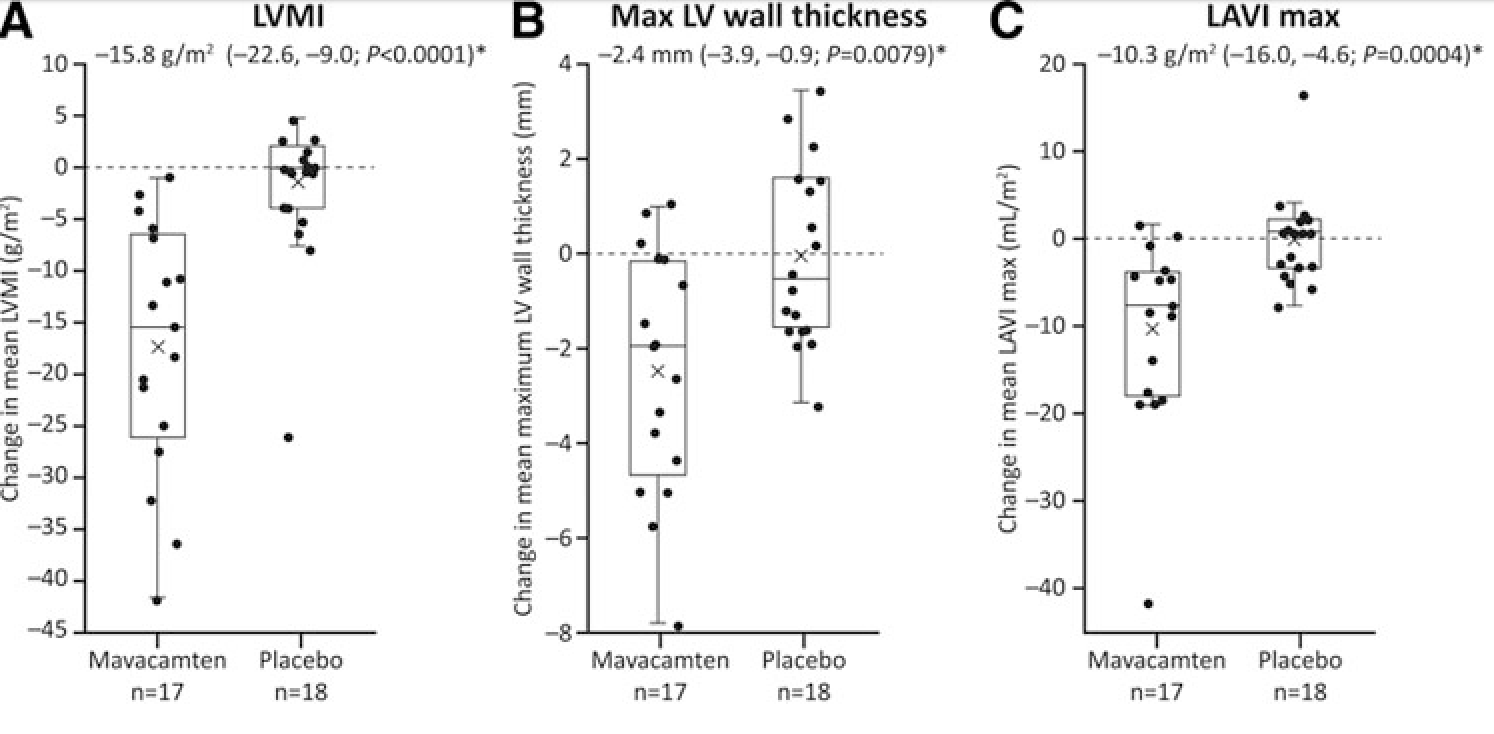 A LVMI
−15.8 g/m² (−22.6, −9.0; P<0.0001)*
10
5
0
−5
−10
−15
−20
−25
−30
−35
−40
−45
Change in mean LVMI (g/m²)
Mavacamten Placebo
n=17 n=18
B Max LV wall thickness
−2.4 mm (−3.9, −0.9; P=0.0079)*
4
2
0
−2
−4
−6
−8
Change in mean maximum LV wall thickness (mm)
Mavacamten Placebo
n=17 n=18
C LAVI max
−10.3 g/m² (−16.0, −4.6; P=0.0004)*
20
10
0
−10
−20
−30
−40
Change in mean LAVI max (mL/m²)
Mavacamten Placebo
n=17 n=18